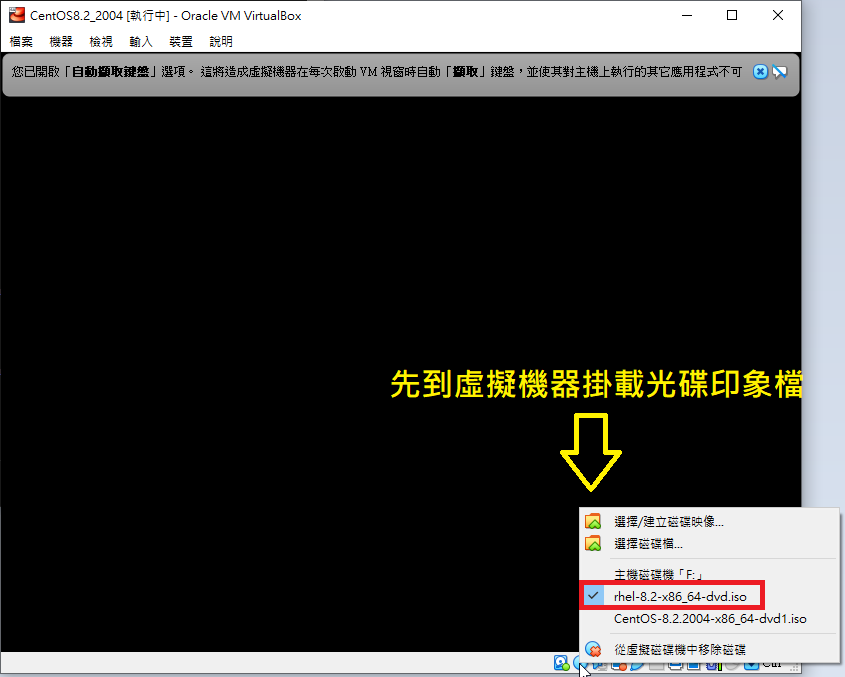 CentOS8.2_2004 [執行中] - Oracle VM VirtualBox
檔案 機器 檢視 輸入 裝置 說明
您已開啟「自動擷取鍵盤」選項。 這將造成虛擬機器在每次啟動 VM 視窗時自動「擷取」鍵盤，並使其對主機上執行的其它應用程式不可
先到虛擬機器掛載光碟印象檔
選擇/建立磁碟映像...
選擇磁碟檔...
主機磁碟機「F:」
rhel-8.2-x86_64-dvd.iso
CentOS-8.2.2004-x86_64-dvd1.iso
從虛擬磁碟機中移除磁碟